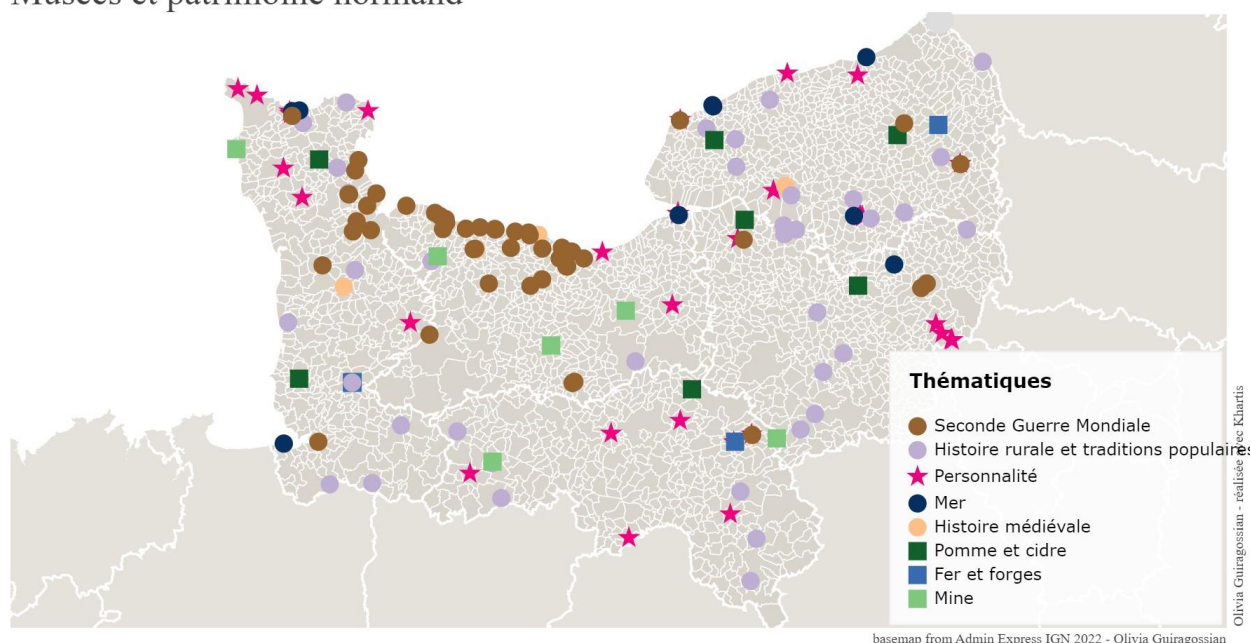 Musées et patrimoine normand
Thématiques
Seconde Guerre Mondiale
Histoire rurale et traditions populaires
Personnalité
Mer
Histoire médiévale
Pomme et cidre
Fer et forges
Mine
Olivia Guiragossian - réalisée avec Khartis
basemap from Admin Express IGN 2022 - Olivia Guiragossian